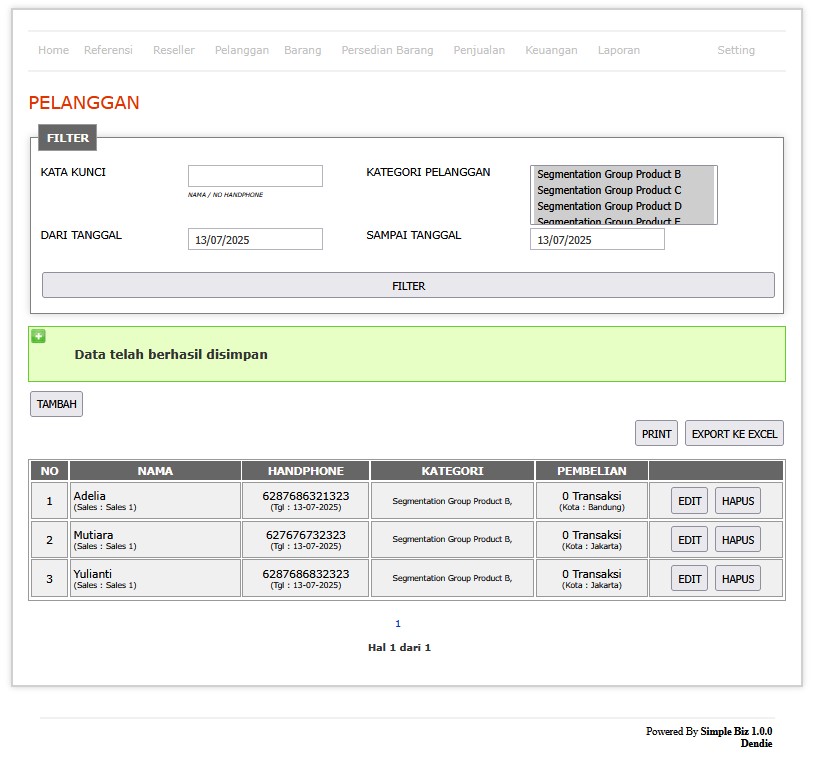 Home Referensi Reseller Pelanggan Barang Persedian Barang Penjualan Keuangan Laporan Setting
PELANGGAN
FILTER
KATA KUNCI
NAMA / NO HANDPHONE
KATEGORI PELANGGAN
Segmentation Group Product B
Segmentation Group Product C
Segmentation Group Product D
Segmentation Group Product E
DARI TANGGAL 13/07/2025 SAMPAI TANGGAL 13/07/2025
FILTER
Data telah berhasil disimpan
TAMBAH
PRINT EXPORT KE EXCEL
NO NAMA HANDPHONE KATEGORI PEMBELIAN
1 Adelia 6287686321323 Segmentation Group Product B, 0 Transaksi EDIT HAPUS
(Sales : Sales 1) (Tgl : 13-07-2025) (Kota : Bandung)
2 Mutiara 627676732323 Segmentation Group Product B, 0 Transaksi EDIT HAPUS
(Sales : Sales 1) (Tgl : 13-07-2025) (Kota : Jakarta)
3 Yulianti 6287686832323 Segmentation Group Product B, 0 Transaksi EDIT HAPUS
(Sales : Sales 1) (Tgl : 13-07-2025) (Kota : Jakarta)
1
Hal 1 dari 1
Powered By Simple Biz 1.0.0
Dendie